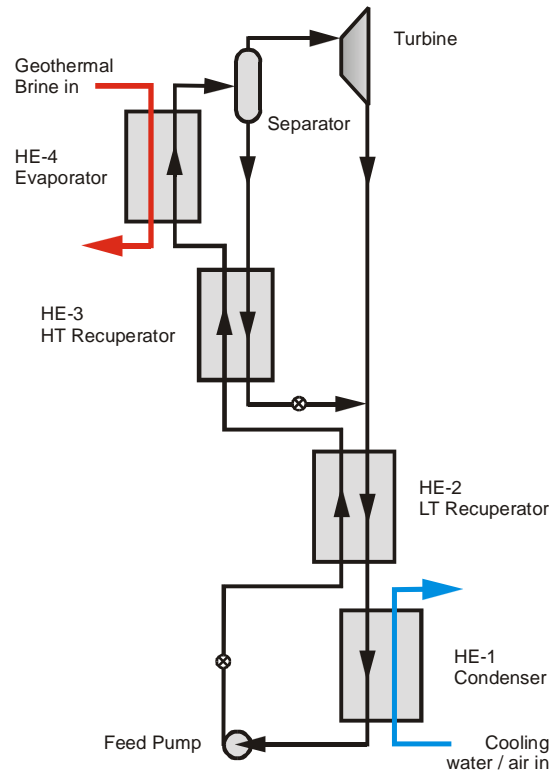 Turbine
Geothermal
Brine in
Separator
HE-4
Evaporator
HE-3
HT Recuperator
HE-2
LT Recuperator
HE-1
Condenser
Feed Pump
Cooling
water / air in